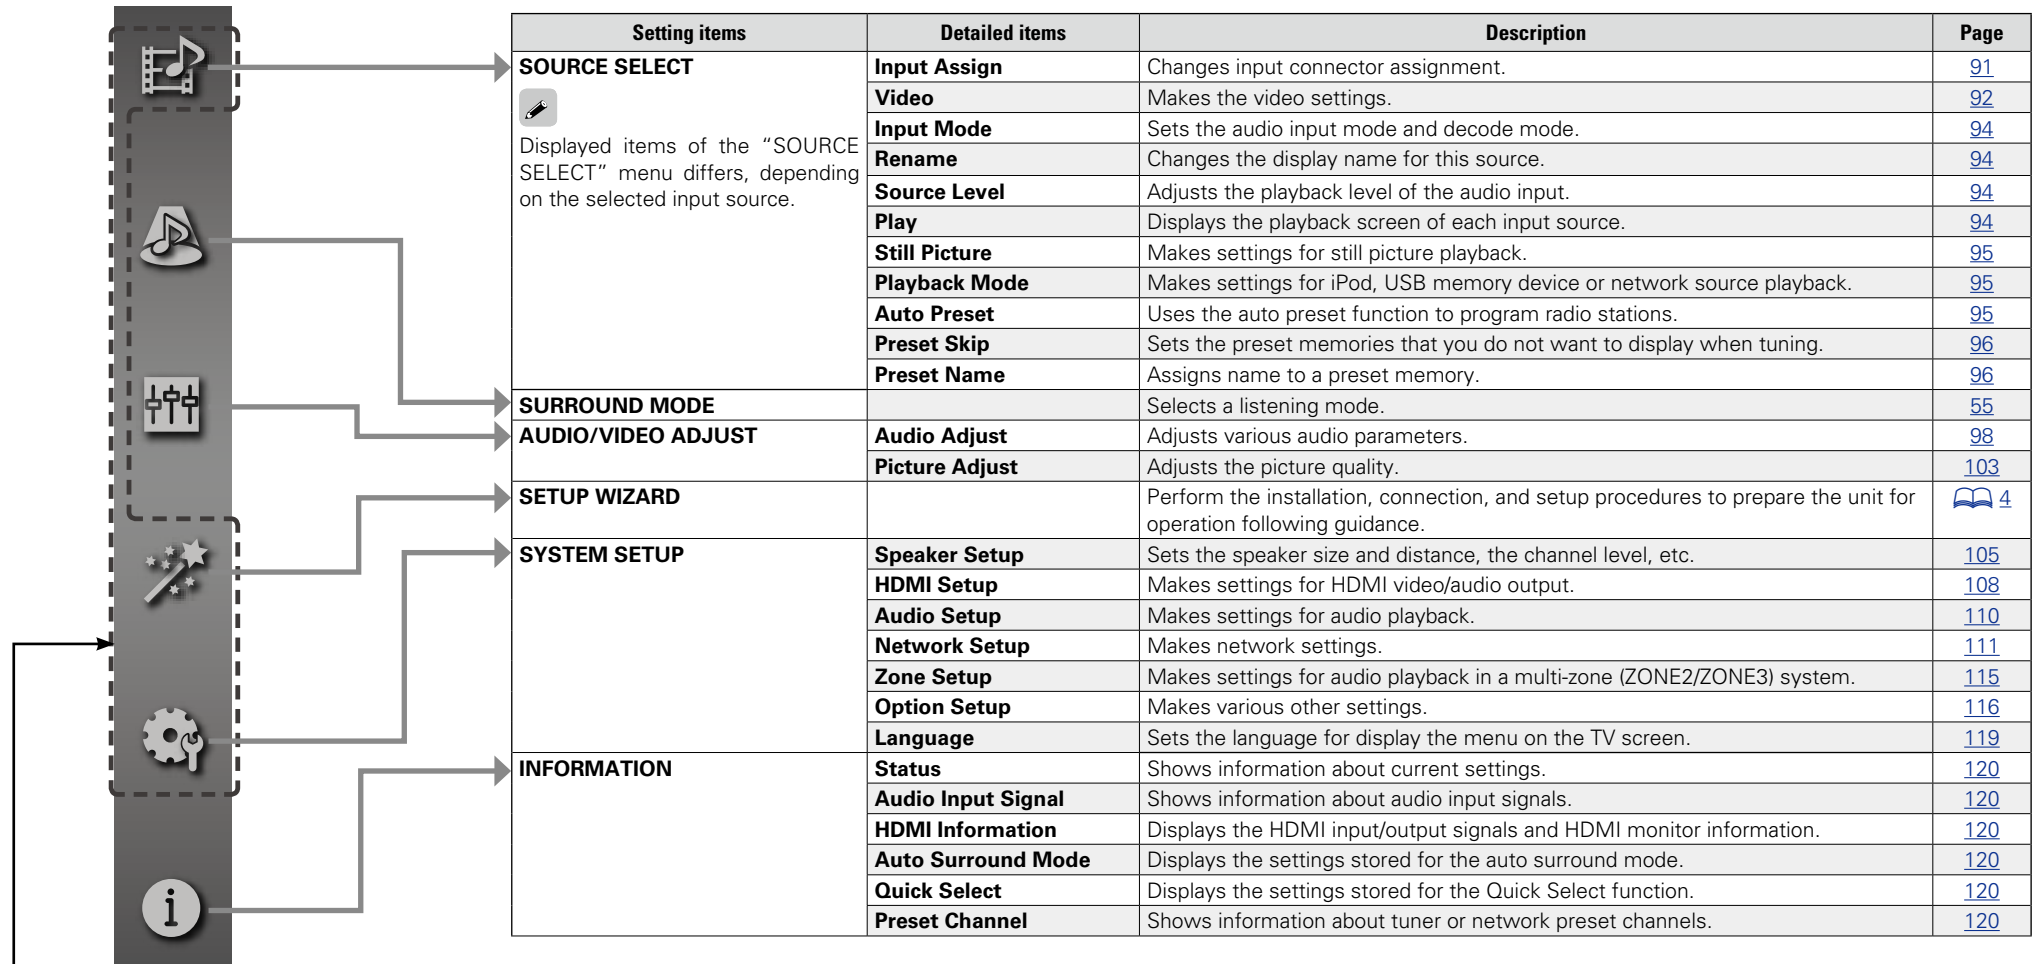 Setting items Detailed items Description Page
SOURCE SELECT Input Assign Changes input connector assignment. 91
Video Makes the video settings. 92
Displayed items of the “SOURCE
SELECT” menu differs, depending
on the selected input source.
Input Mode Sets the audio input mode and decode mode. 94
Rename Changes the display name for this source. 94
Source Level Adjusts the playback level of the audio input. 94
Play Displays the playback screen of each input source. 94
Still Picture Makes settings for still picture playback. 95
Playback Mode Makes settings for iPod, USB memory device or network source playback. 95
Auto Preset Uses the auto preset function to program radio stations. 95
Preset Skip Sets the preset memories that you do not want to display when tuning. 96
Preset Name Assigns name to a preset memory. 96
SURROUND MODE Selects a listening mode. 55
AUDIO/VIDEO ADJUST Audio Adjust Adjusts various audio parameters. 98
Picture Adjust Adjusts the picture quality. 103
SETUP WIZARD Perform the installation, connection, and setup procedures to prepare the unit for 4
operation following guidance.
SYSTEM SETUP Speaker Setup Sets the speaker size and distance, the channel level, etc. 105
HDMI Setup Makes settings for HDMI video/audio output. 108
Audio Setup Makes settings for audio playback. 110
Network Setup Makes network settings. 111
Zone Setup Makes settings for audio playback in a multi-zone (ZONE2/ZONE3) system. 115
Option Setup Makes various other settings. 116
Language Sets the language for display the menu on the TV screen. 119
INFORMATION Status Shows information about current settings. 120
Audio Input Signal Shows information about audio input signals. 120
HDMI Information Displays the HDMI input/output signals and HDMI monitor information. 120
Auto Surround Mode Displays the settings stored for the auto surround mode. 120
Quick Select Displays the settings stored for the Quick Select function. 120
Preset Channel Shows information about tuner or network preset channels. 120